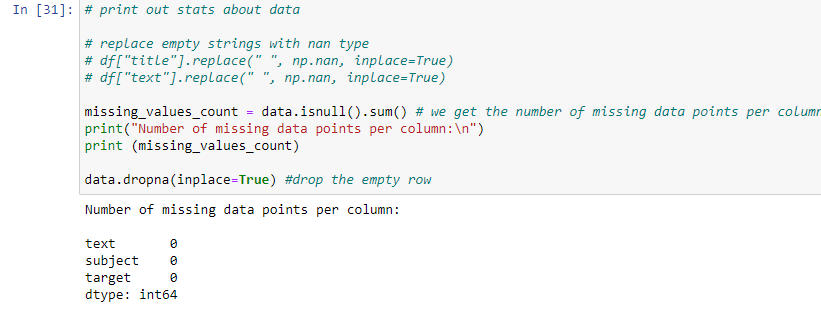 In [31]: # print out stats about data
# replace empty strings with nan type
# df["title"].replace(" ", np.nan, inplace=True)
# df["text"].replace(" ", np.nan, inplace=True)
missing_values_count = data.isnull().sum() # we get the number of missing data points per column
print("Number of missing data points per column:\n")
print (missing_values_count)
data.dropna(inplace=True) #drop the empty row
Number of missing data points per column:
text 0
subject 0
target 0
dtype: int64